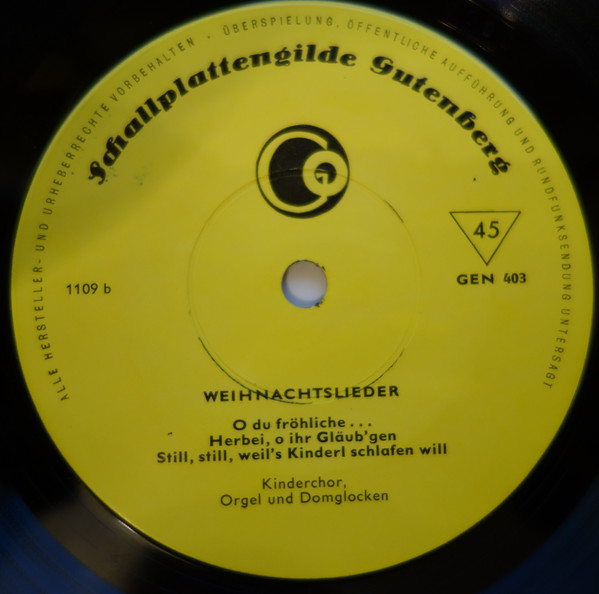 ALLE HERSTELLER- UND URHEBERRECHTE VORBEHALTEN · ÜBERSPIELUNG, ÖFFENTLICHE AUFFÜHRUNG UND RUNDFUNKSENDUNG UNTERSAGT
Schallplattengilde Gutenberg
G
45
GEN 403
1109 b
WEIHNACHTSLIEDER
O du fröhliche . . .
Herbei, o ihr Gläub'gen
Still, still, weil's Kinderl schlafen will
Kinderchor,
Orgel und Domglocken